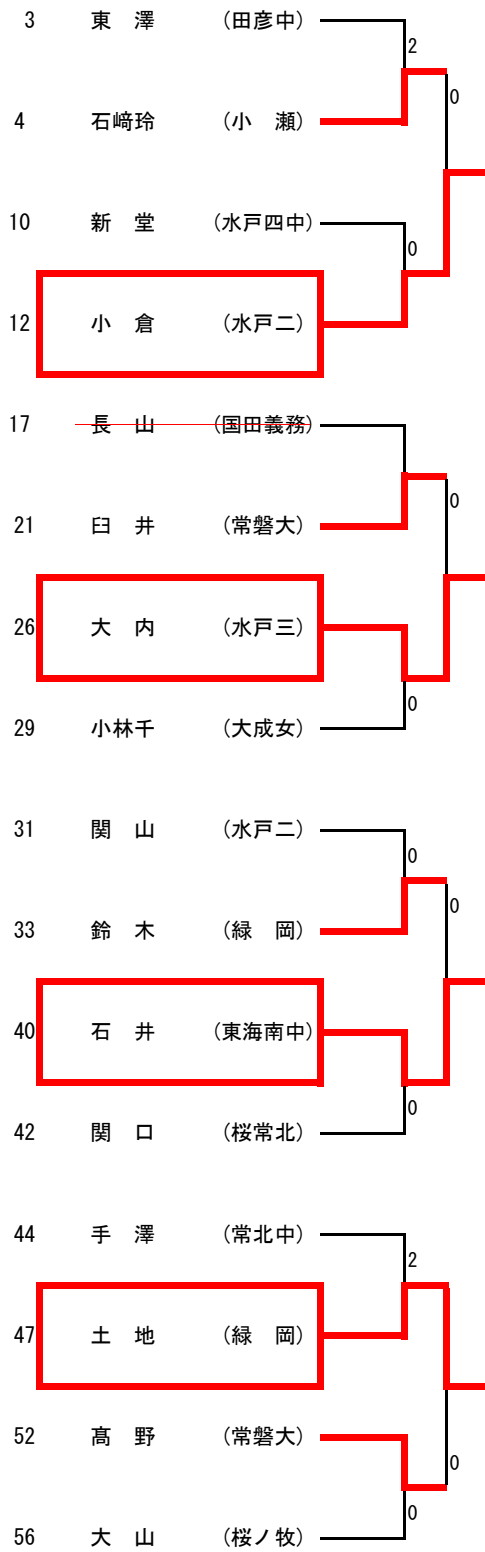 3 東 澤 (田彦中)
2
0
4 石﨑玲 (小 瀬)
10 新 堂 (水戸四中)
0
12 小 倉 (水戸二)
17 長 山 (国田義務)
0
21 臼 井 (常磐大)
26 大 内 (水戸三)
0
29 小林千 (大成女)
31 関 山 (水戸二)
0
0
33 鈴 木 (緑 岡)
40 石 井 (東海南中)
0
42 関 口 (桜常北)
44 手 澤 (常北中)
2
47 土 地 (緑 岡)
52 髙 野 (常磐大)
0
0
56 大 山 (桜ノ牧)